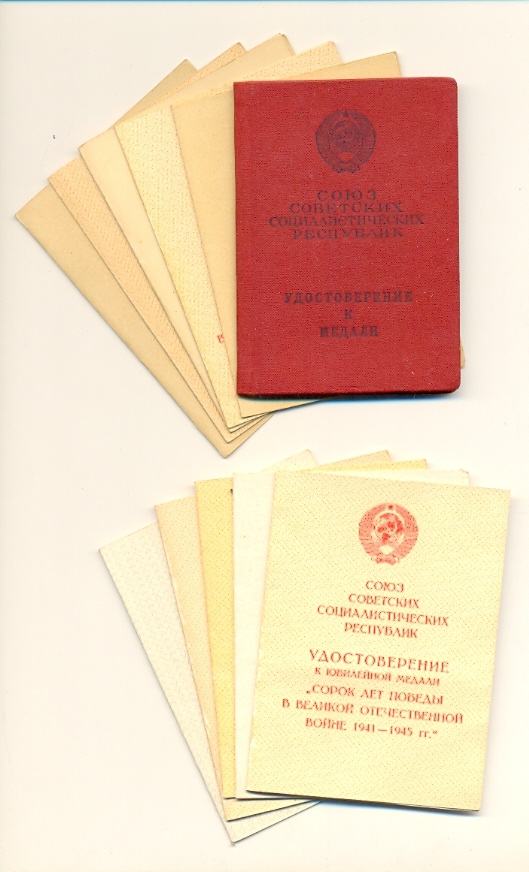 СОЮЗ
СОВЕТСКИХ
СОЦИАЛИСТИЧЕСКИХ
РЕСПУБЛИК
УДОСТОВЕРЕНИЕ
К
МЕДАЛИ
СОЮЗ
СОВЕТСКИХ
СОЦИАЛИСТИЧЕСКИХ
РЕСПУБЛИК
УДОСТОВЕРЕНИЕ
К ЮБИЛЕЙНОЙ МЕДАЛИ
„СОРОК ЛЕТ ПОБЕДЫ
В ВЕЛИКОЙ ОТЕЧЕСТВЕННОЙ
ВОЙНЕ 1941—1945 гг.“